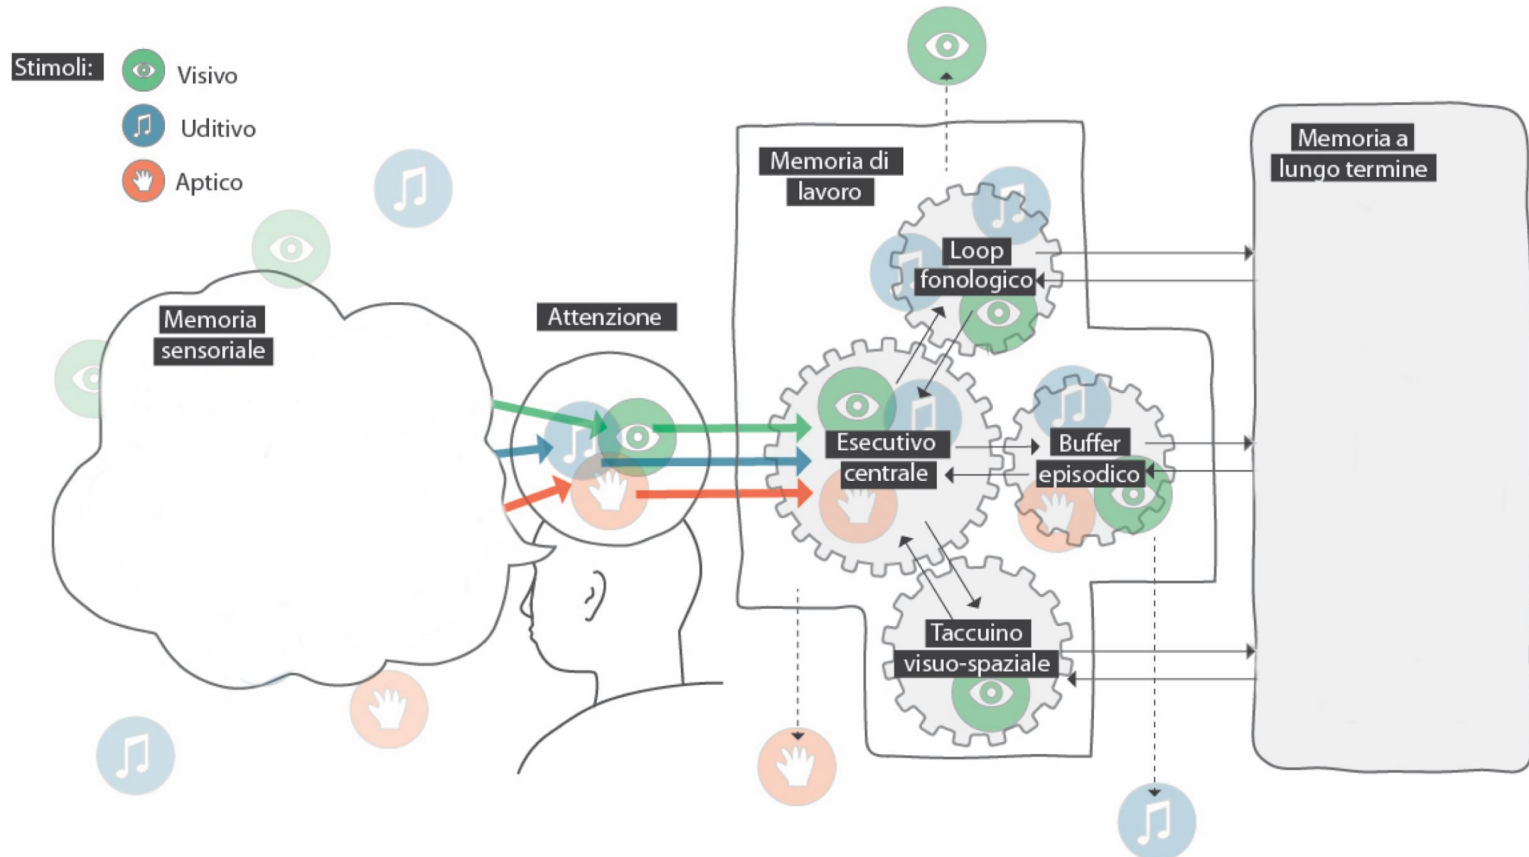 Stimoli:
Visivo
Uditivo
Aptico
Memoria
sensoriale
Attenzione
Memoria di
lavoro
Loop
fonologico
Esecutivo
centrale
Buffer
episodico
Taccuino
visuo-spaziale
Memoria a
lungo termine